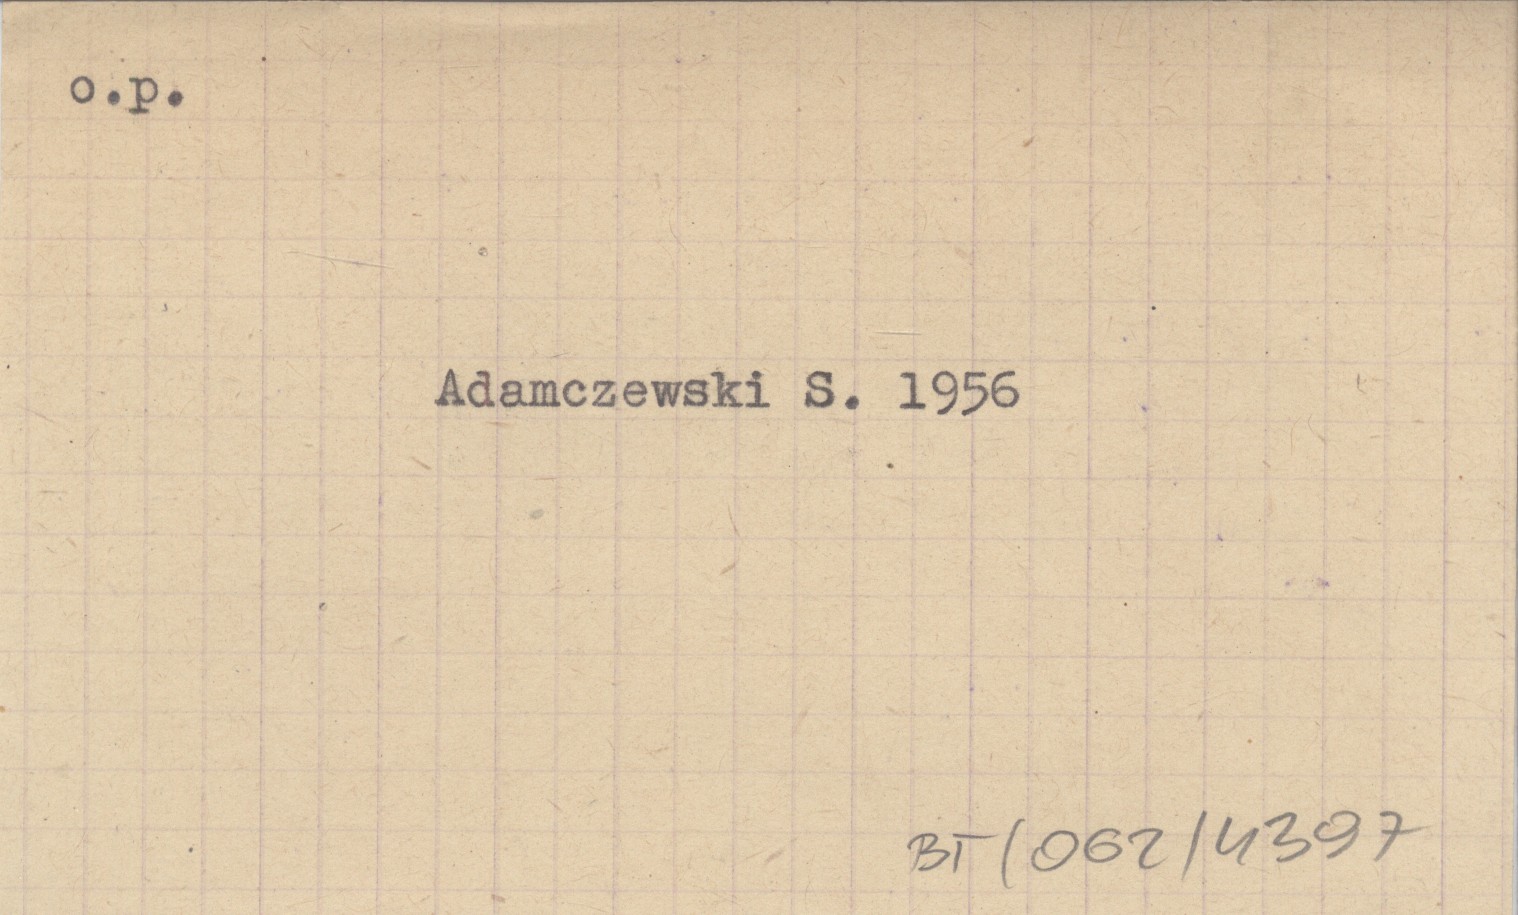 o.p.
Adamczewski S. 1956
BT/062/4397